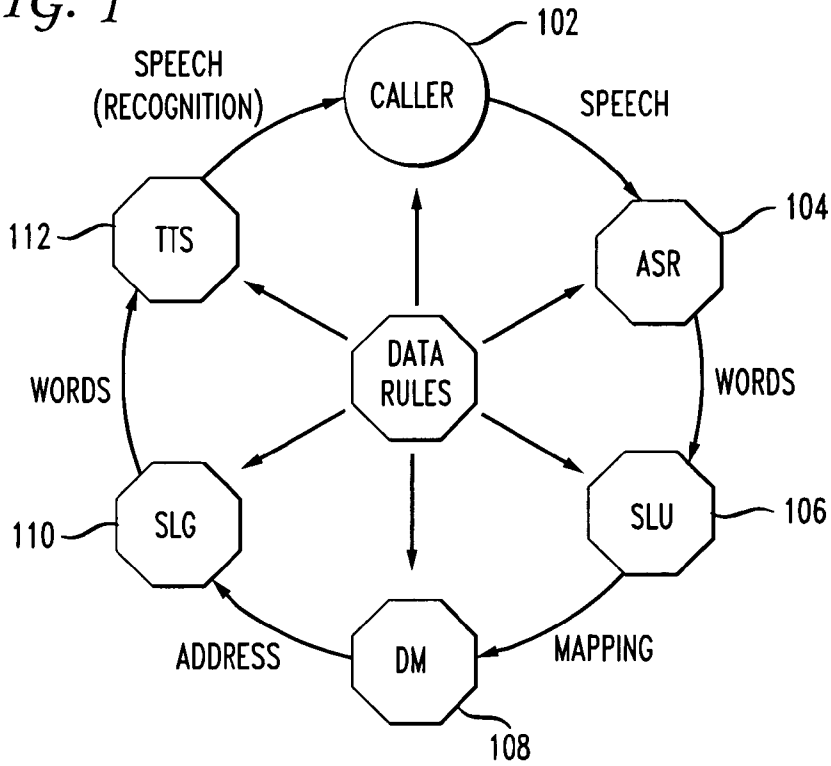 FIG. 1
102
SPEECH
(RECOGNITION)
CALLER
SPEECH
104
112
TTS
ASR
DATA
RULES
WORDS
WORDS
110
SLG
SLU
106
ADDRESS
DM
MAPPING
108